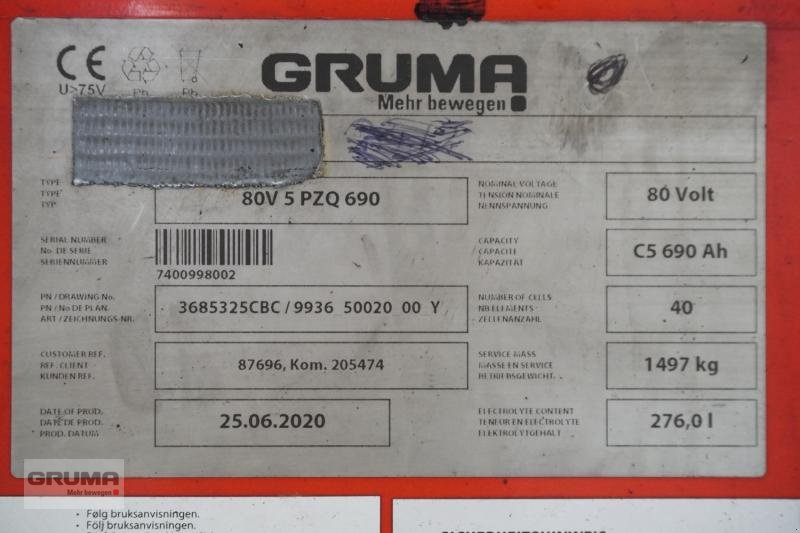 CE
U>75V
Pb
Pb
GRUMA
Mehr bewegen
TYPE
TYPE
TYP
80V 5 PZQ 690
NOMINAL VOLTAGE
TENSION NOMINALE
NENNSPANNUNG
80 Volt
SERIAL NUMBER
No. DE SERIE
SERIENNUMMER
7400998002
CAPACITY
CAPACITE
KAPAZITÄT
C5 690 Ah
PN / DRAWING No.
PN / No DE PLAN.
ART / ZEICHNUNGS-NR.
3685325CBC / 9936 50020 00 Y
NUMBER OF CELLS
NB ELEMENTS
ZELLENANZAHL
40
CUSTOMER REF.
REF. CLIENT
KUNDEN REF.
87696, Kom. 205474
SERVICE MASS
MASSE EN SERVICE
BETRIEBSGEWICHT
1497 kg
DATE OF PROD.
DATE DE PROD.
PROD. DATUM
25.06.2020
ELECTROLYTE CONTENT
TENEUR EN ELECTROLYTE
ELEKTROLYTGEHALT
276,0 l
GRUMA
Mehr bewegen
· Følg bruksanvisningen.
· Följ bruksanvisningen.